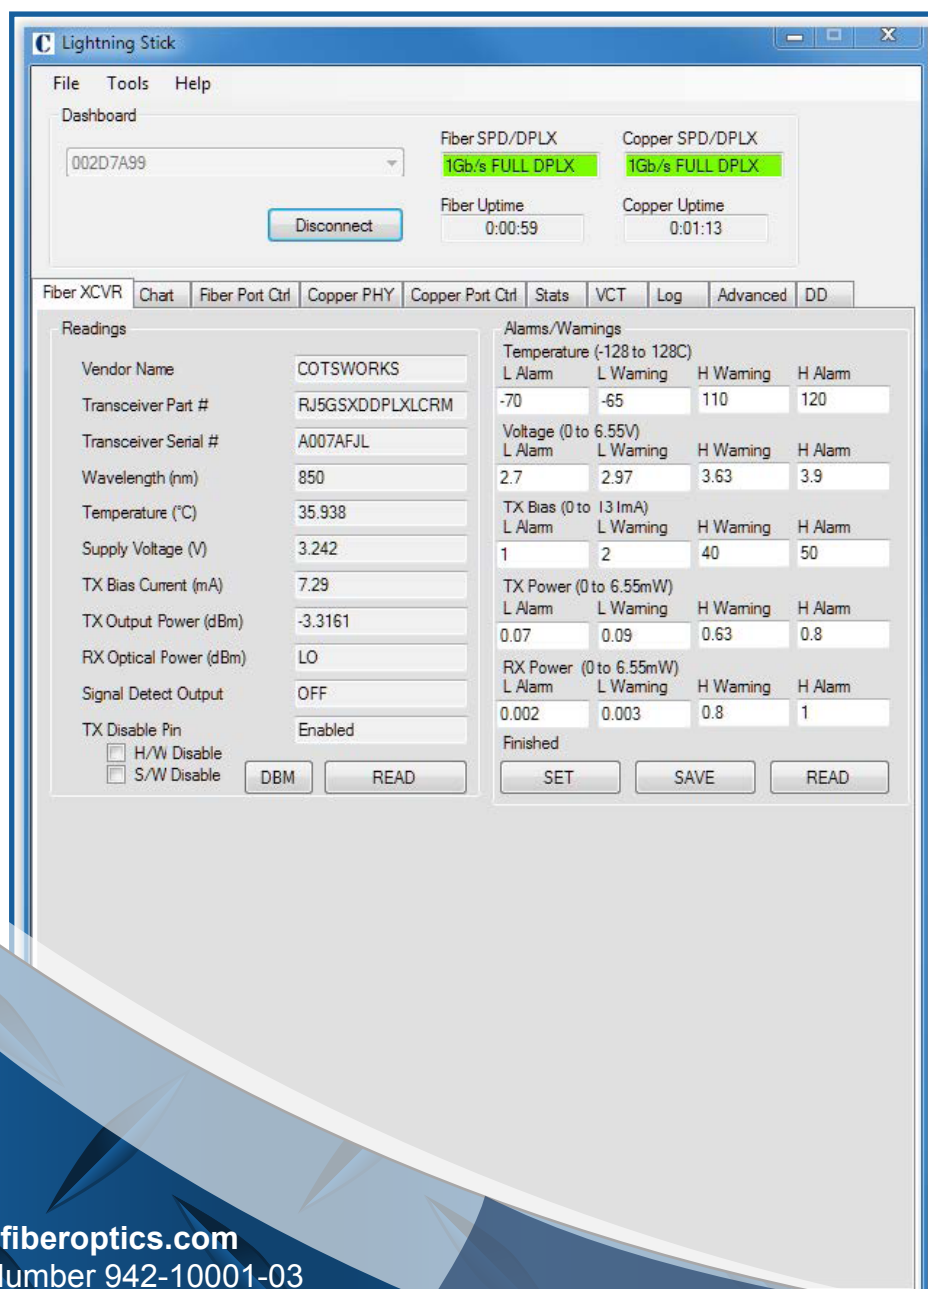 C Lightning Stick
File Tools Help
Dashboard
002D7A99
Disconnect
Fiber SPD/DPLX
1Gb/s FULL DPLX
Copper SPD/DPLX
1Gb/s FULL DPLX
Fiber Uptime
0:00:59
Copper Uptime
0:01:13
Fiber XCVR Chart Fiber Port Ctrl Copper PHY Copper Port Ctrl Stats VCT Log Advanced DD
Readings
Vendor Name COTSWORKS
Transceiver Part # RJ5GSXDDPLXLCRM
Transceiver Serial # A007AFJL
Wavelength (nm) 850
Temperature (°C) 35.938
Supply Voltage (V) 3.242
TX Bias Current (mA) 7.29
TX Output Power (dBm) -3.3161
RX Optical Power (dBm) LO
Signal Detect Output OFF
TX Disable Pin Enabled
H/W Disable
S/W Disable
DBM READ
Alarms/Warnings
Temperature (-128 to 128C)
L Alarm L Warning H Warning H Alarm
-70 -65 110 120
Voltage (0 to 6.55V)
L Alarm L Warning H Warning H Alarm
2.7 2.97 3.63 3.9
TX Bias (0 to 131mA)
L Alarm L Warning H Warning H Alarm
1 2 40 50
TX Power (0 to 6.55mW)
L Alarm L Warning H Warning H Alarm
0.07 0.09 0.63 0.8
RX Power (0 to 6.55mW)
L Alarm L Warning H Warning H Alarm
0.002 0.003 0.8 1
Finished
SET SAVE READ
fiberoptics.com
umber 942-10001-03